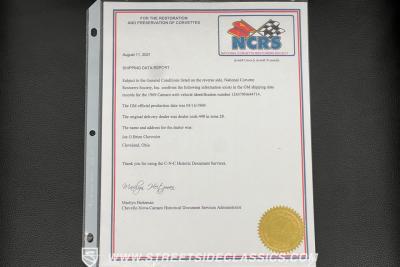 FOR THE RESTORATION
AND PRESERVATION OF CORVETTES
NCRS
NATIONAL CORVETTE RESTORERS SOCIETY
August 17, 2021
SHIPPING DATA REPORT
Subject to the General Conditions listed on the reverse side, National Corvette
Restorers Society, Inc. confirms the following information exists in the GM shipping data
records for the 1969 Camaro with vehicle identification number
The GM official production date was
The original delivery dealer was dealer code in zone
The name and address for the dealer was:
Joe O'Brien Chevrolet
Cleveland, Ohio
Thank you for using the C-N-C Historic Document Services.
Marilyn Heitzman
Marilyn Heitzman
Chevelle-Nova-Camaro Historical Document Services Administrator
WWW.STREETSIDECLASSICS.COM